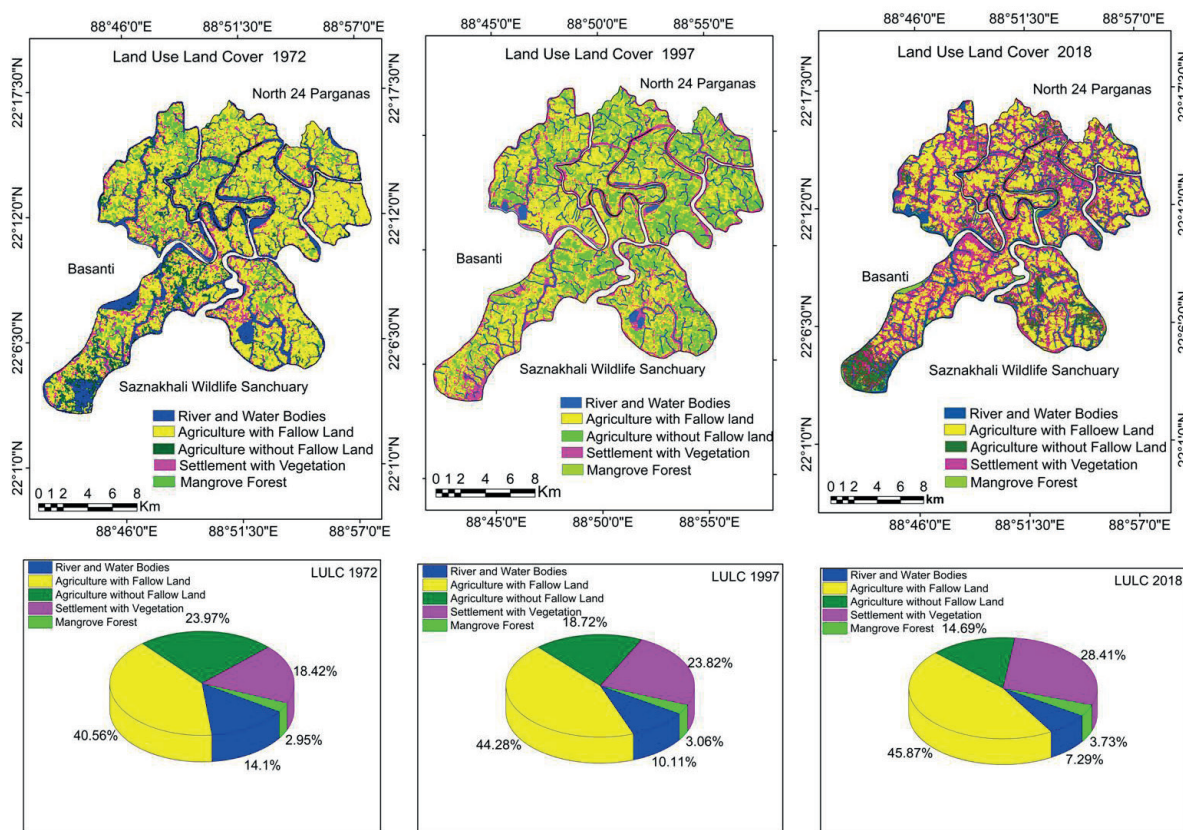 88°46'0"E 88°51'30"E 88°57'0"E
Land Use Land Cover 1972
North 24 Parganas
Basanti
Saznakhali Wildlife Sanchuary
River and Water Bodies
Agriculture with Fallow Land
Agriculture without Fallow Land
Settlement with Vegetation
Mangrove Forest
0 1 2 4 6 8
Km
22°17'30"N
22°12'0"N
22°6'30"N
22°1'0"N
88°46'0"E 88°51'30"E 88°57'0"E
88°45'0"E 88°50'0"E 88°55'0"E
Land Use Land Cover 1997
North 24 Parganas
Basanti
Saznakhali Wildlife Sanchuary
River and Water Bodies
Agriculture with Fallow land
Agriculture without Fallow land
Settlement with Vegetation
Mangrove Forest
0 1 2 4 6 8
Km
88°45'0"E 88°50'0"E 88°55'0"E
88°46'0"E 88°51'30"E 88°57'0"E
Land Use Land Cover 2018
North 24 Parganas
Basanti
Saznakhali Wildlife Sanchuary
River and Water Bodies
Agriculture with Falloew Land
Agriculture without Fallow Land
Settlement with Vegetation
Mangrove Forest
0 1 2 4 6 8
km
22°17'30"N
22°12'0"N
22°6'30"N
22°1'0"N
22°17'30"N
22°12'0"N
22°6'30"N
22°1'0"N
88°46'0"E 88°51'30"E 88°57'0"E
LULC 1972
River and Water Bodies
Agriculture with Fallow Land
Agriculture without Fallow Land
Settlement with Vegetation
Mangrove Forest
23.97%
18.42%
40.56%
2.95%
14.1%
LULC 1997
River and Water Bodies
Agriculture with Fallow Land
Agriculture without Fallow Land
Settlement with Vegetation
Mangrove Forest
18.72%
23.82%
44.28%
3.06%
10.11%
LULC 2018
River and Water Bodies
Agriculture with Fallow Land
Agriculture without Fallow Land
Settlement with Vegetation
Mangrove Forest
14.69%
28.41%
45.87%
3.73%
7.29%